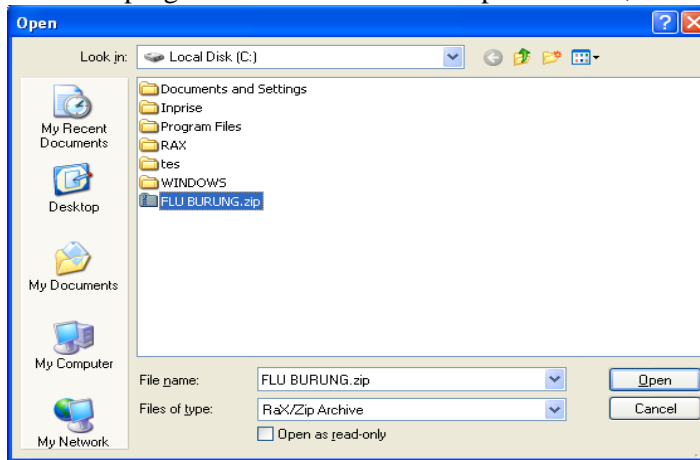 Open
Look in: Local Disk (C:)
My Recent Documents
Desktop
My Documents
My Computer
My Network
Documents and Settings
Inprise
Program Files
RAX
tes
WINDOWS
FLU BURUNG.zip
File name: FLU BURUNG.zip Open
Files of type: RaX/Zip Archive Cancel
Open as read-only